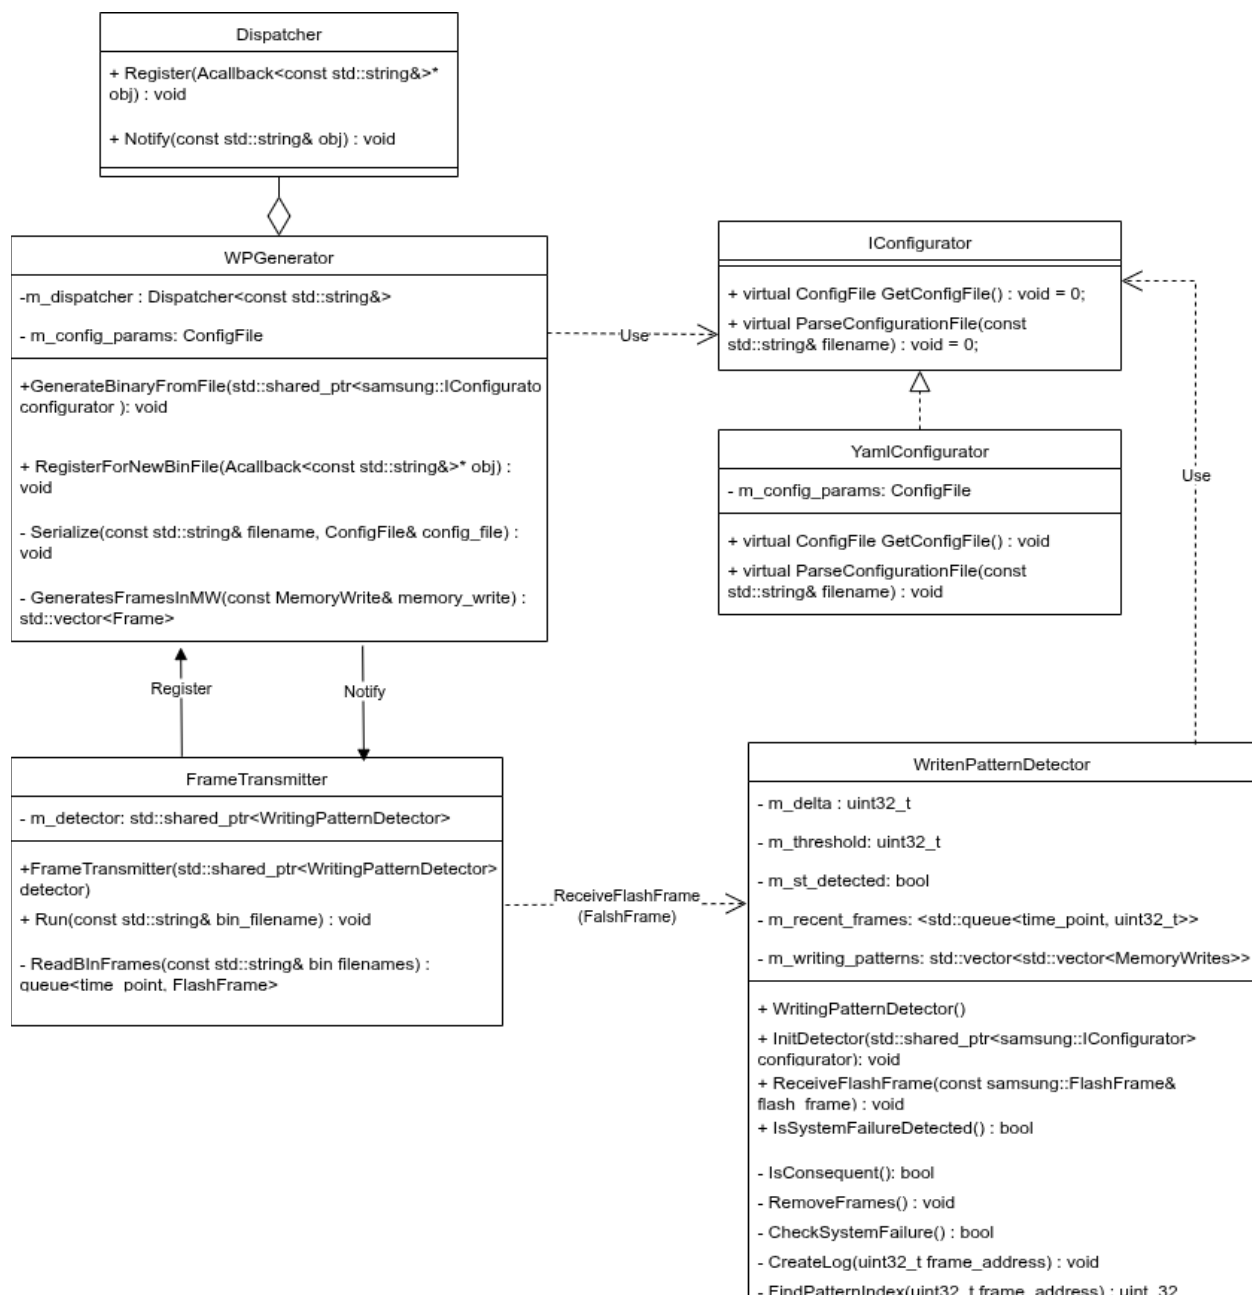 Dispatcher
+ Register(Acallback<const std::string&>*
obj) : void
+ Notify(const std::string& obj) : void
WPGenerator
-m_dispatcher : Dispatcher<const std::string&>
- m_config_params: ConfigFile
+GenerateBinaryFromFile(std::shared_ptr<samsung::IConfigurato
configurator ): void
+ RegisterForNewBinFile(Acallback<const std::string&>* obj) :
void
- Serialize(const std::string& filename, ConfigFile& config_file) :
void
- GeneratesFramesInMW(const MemoryWrite& memory_write) :
std::vector<Frame>
Use
IConfigurator
+ virtual ConfigFile GetConfigFile() : void = 0;
+ virtual ParseConfigurationFile(const
std::string& filename) : void = 0;
YamlConfigurator
- m_config_params: ConfigFile
+ virtual ConfigFile GetConfigFile() : void
+ virtual ParseConfigurationFile(const
std::string& filename) : void
Use
Register
Notify
FrameTransmitter
- m_detector: std::shared_ptr<WritingPatternDetector>
+FrameTransmitter(std::shared_ptr<WritingPatternDetector>
detector)
+ Run(const std::string& bin_filename) : void
- ReadBInFrames(const std::string& bin filenames) :
queue<time_point, FlashFrame>
ReceiveFlashFrame
(FalshFrame)
WritenPatternDetector
- m_delta : uint32_t
- m_threshold: uint32_t
- m_st_detected: bool
- m_recent_frames: <std::queue<time_point, uint32_t>>
- m_writing_patterns: std::vector<std::vector<MemoryWrites>>
+ WritingPatternDetector()
+ InitDetector(std::shared_ptr<samsung::IConfigurator>
configurator): void
+ ReceiveFlashFrame(const samsung::FlashFrame&
flash_frame) : void
+ IsSystemFailureDetected() : bool
- IsConsequent(): bool
- RemoveFrames() : void
- CheckSystemFailure() : bool
- CreateLog(uint32_t frame_address) : void
- FindPatternIndex(uint32_t frame_address) : uint_32